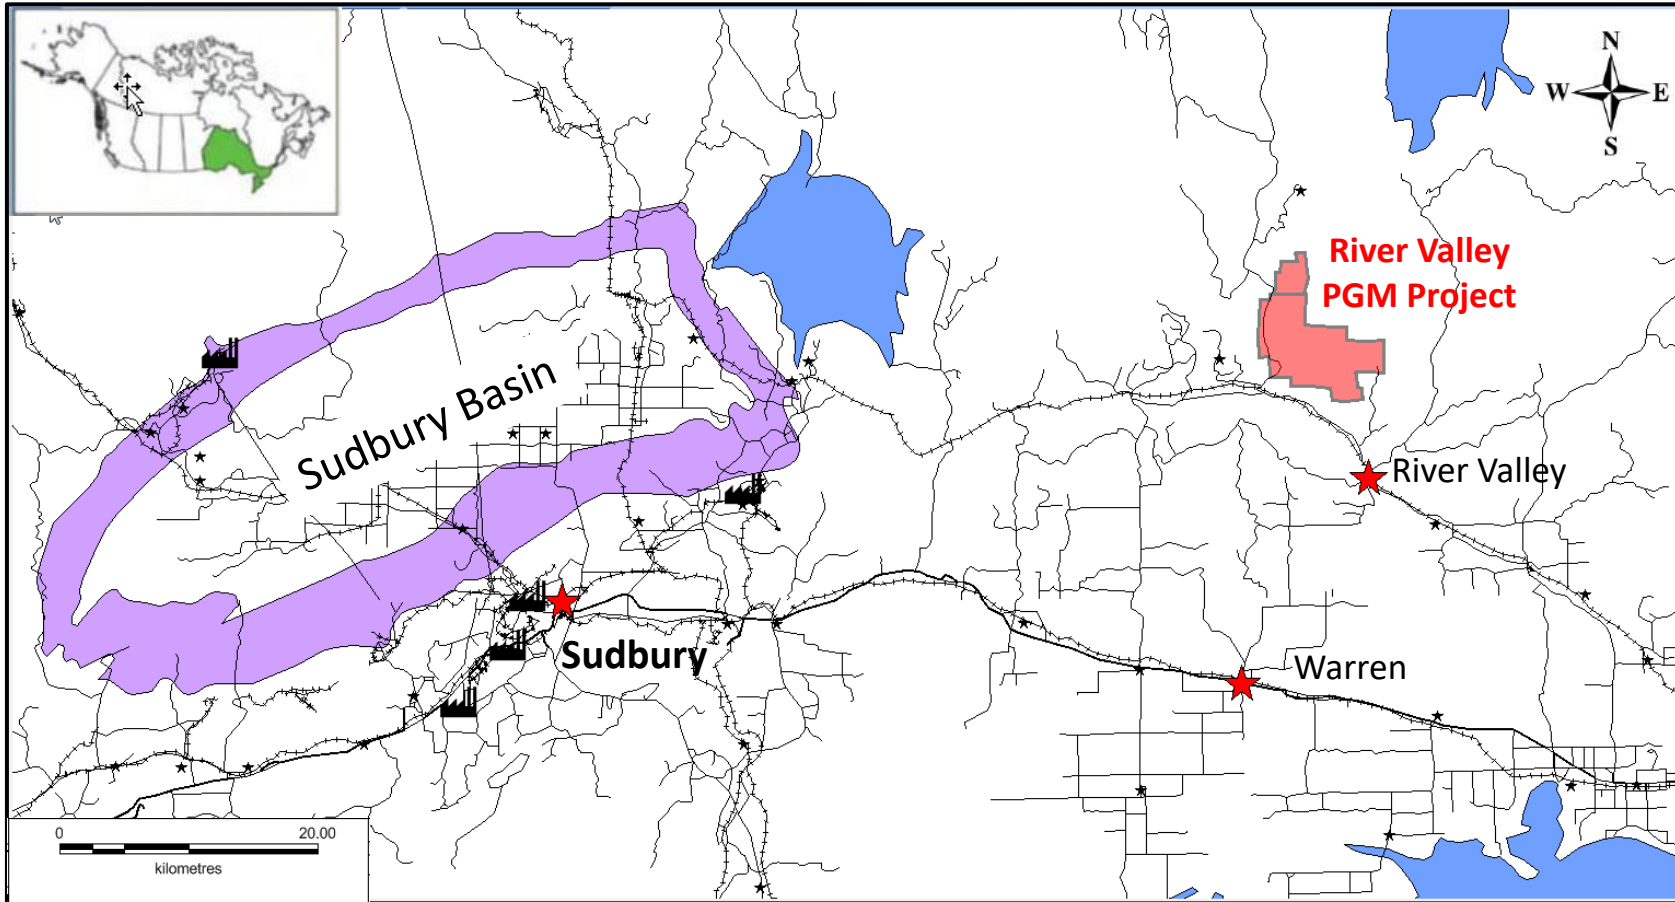 N
W E
S
River Valley
PGM Project
Sudbury Basin
River Valley
Sudbury
Warren
0 20.00
kilometres